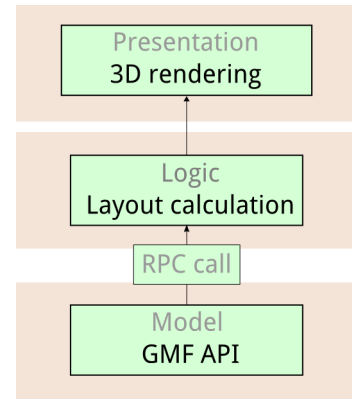 Presentation
3D rendering
Logic
Layout calculation
RPC call
Model
GMF API